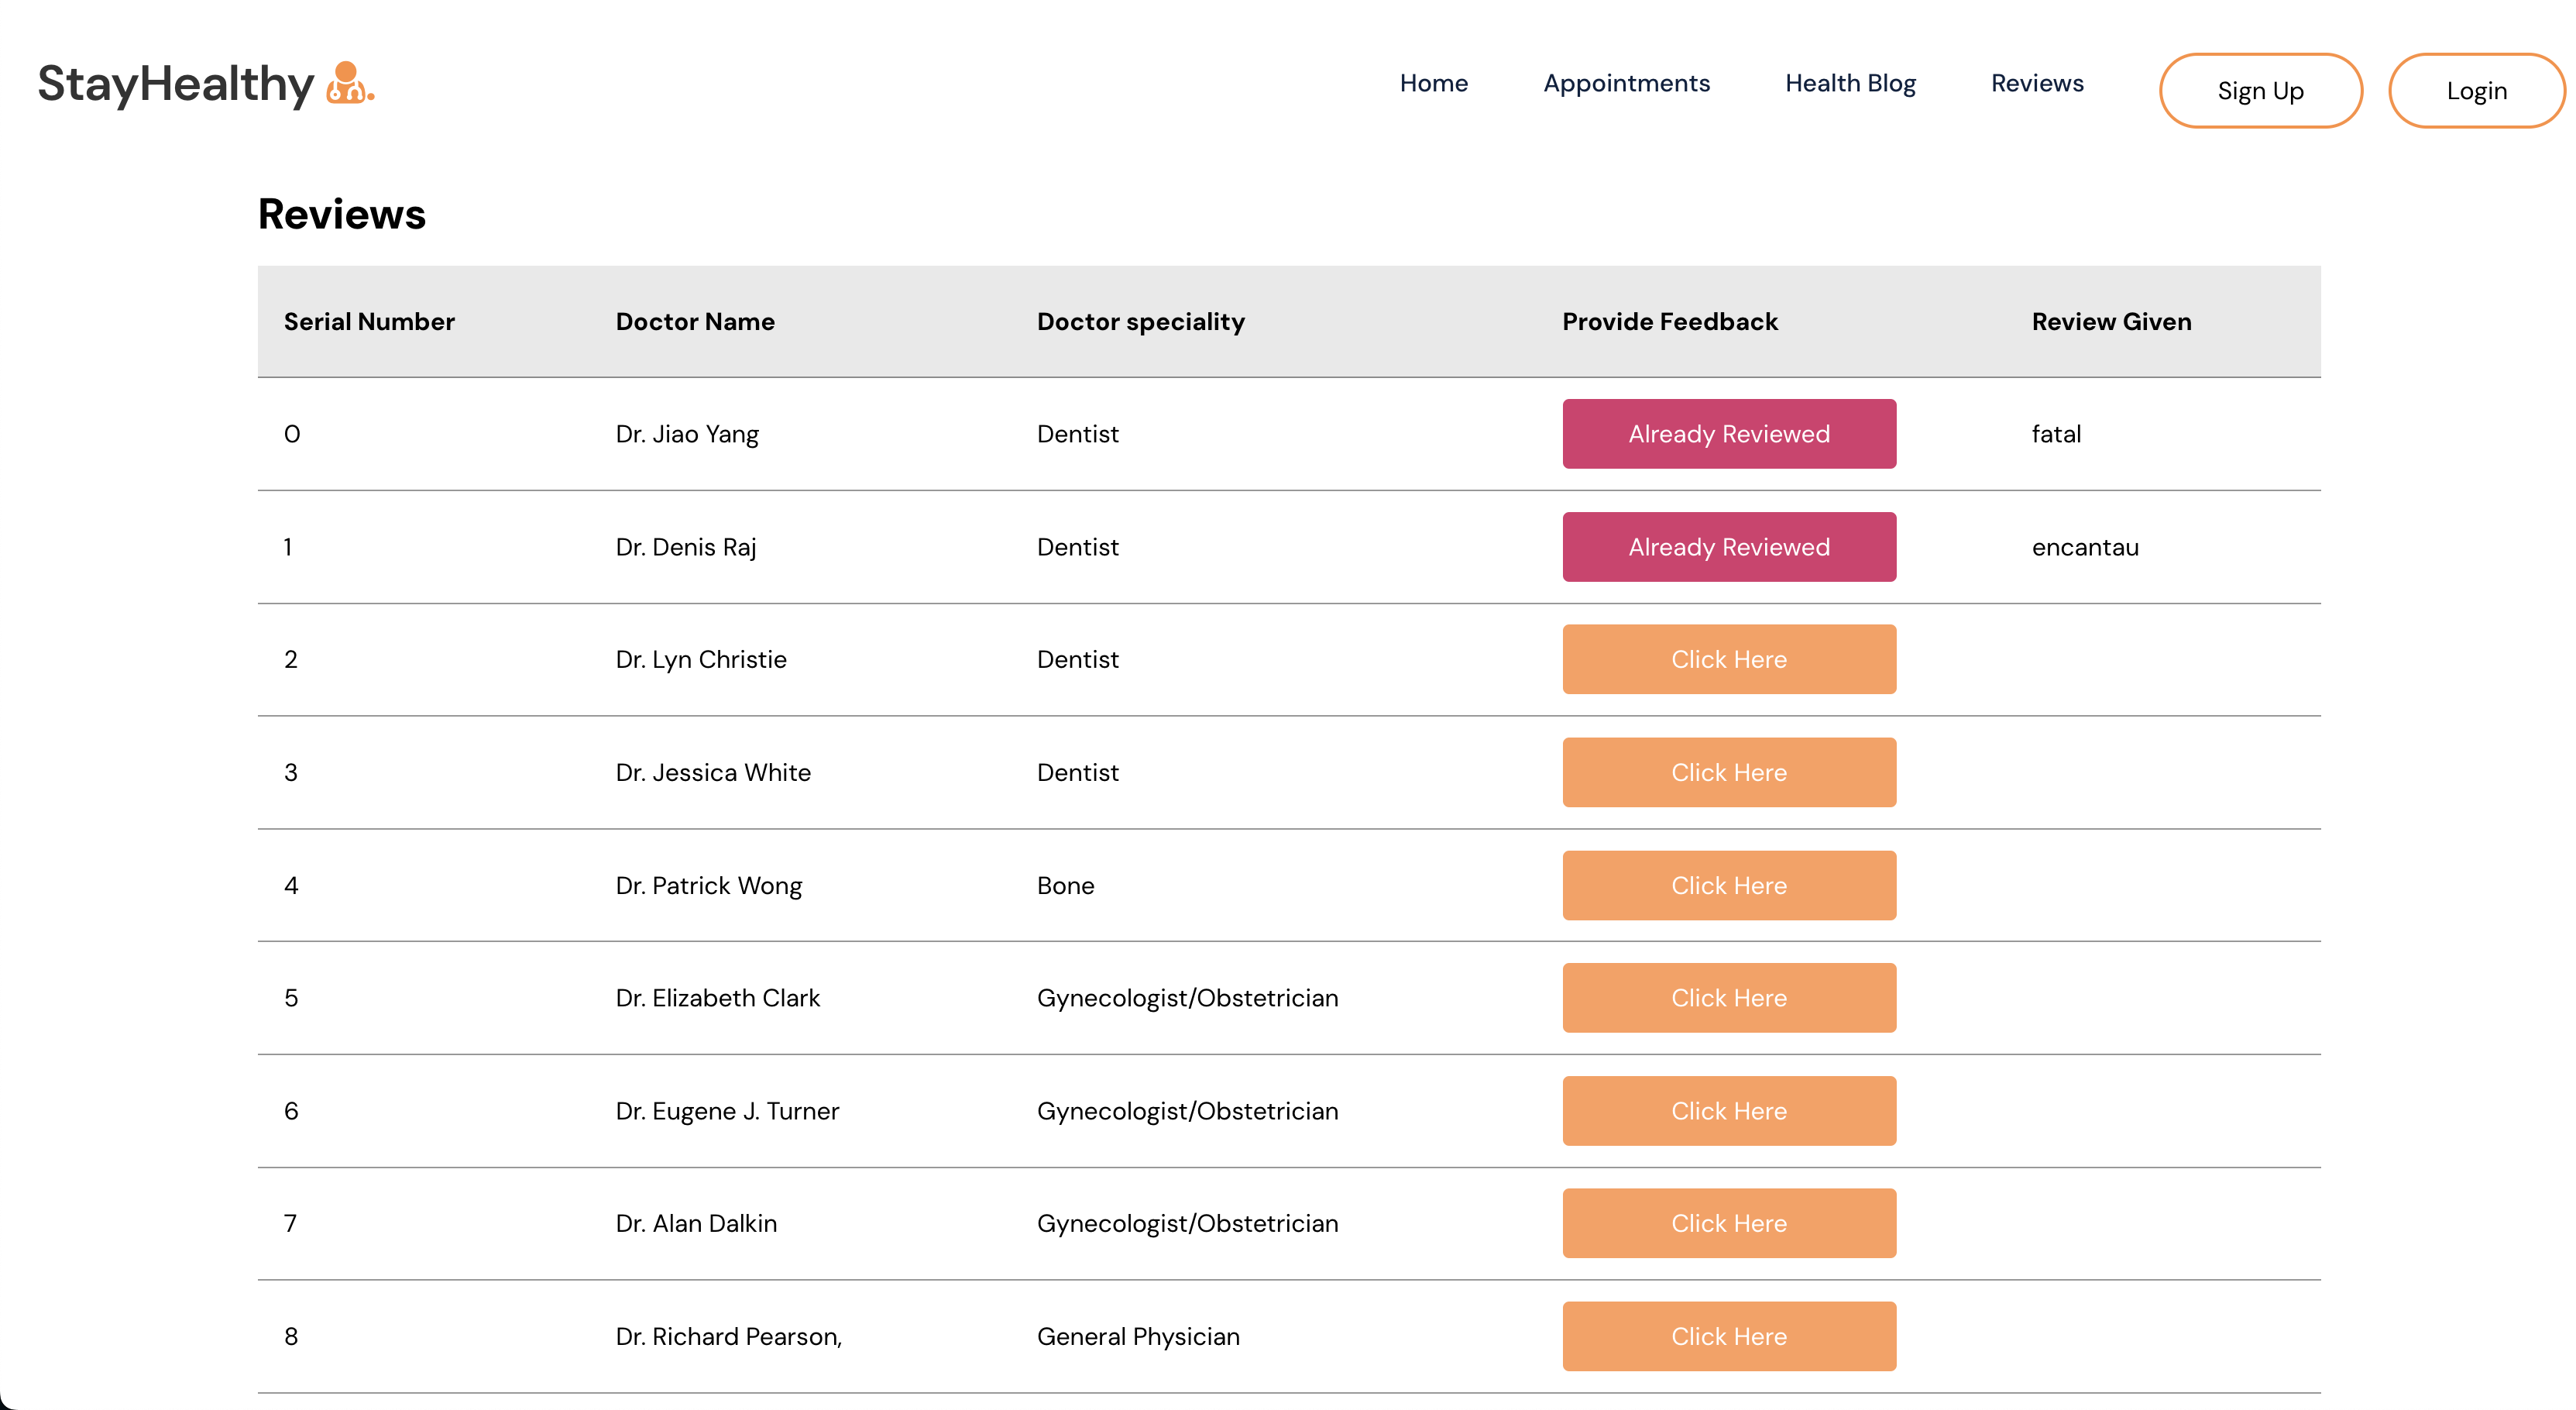 StayHealthy
Home Appointments Health Blog Reviews Sign Up Login
Reviews
Serial Number Doctor Name Doctor speciality Provide Feedback Review Given
0 Dr. Jiao Yang Dentist Already Reviewed fatal
1 Dr. Denis Raj Dentist Already Reviewed encantau
2 Dr. Lyn Christie Dentist Click Here
3 Dr. Jessica White Dentist Click Here
4 Dr. Patrick Wong Bone Click Here
5 Dr. Elizabeth Clark Gynecologist/Obstetrician Click Here
6 Dr. Eugene J. Turner Gynecologist/Obstetrician Click Here
7 Dr. Alan Dalkin Gynecologist/Obstetrician Click Here
8 Dr. Richard Pearson, General Physician Click Here